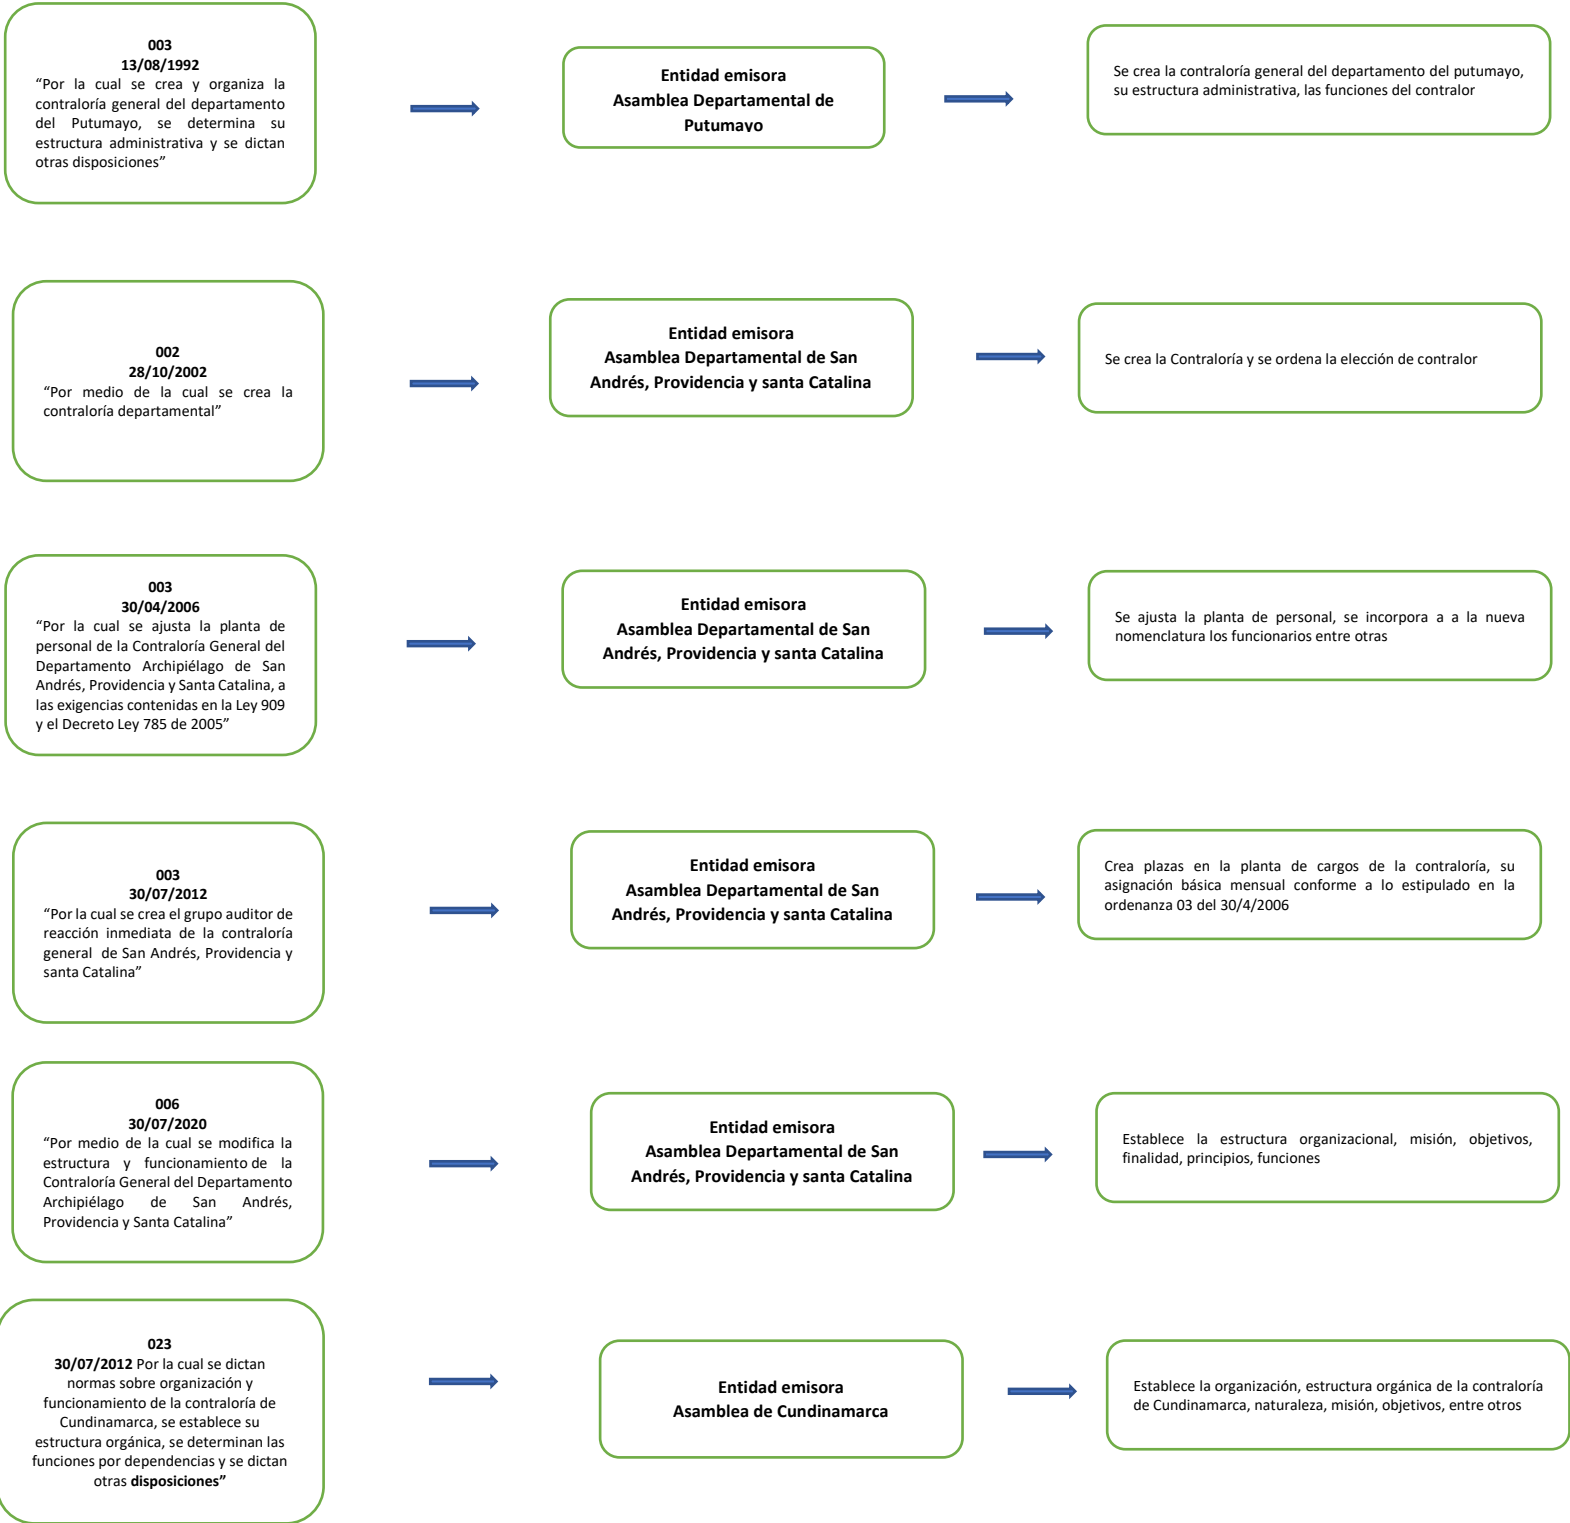 003
13/08/1992
“Por la cual se crea y organiza la
contraloría general del departamento
del Putumayo, se determina su
estructura administrativa y se dictan
otras disposiciones”
Entidad emisora
Asamblea Departamental de
Putumayo
Se crea la contraloría general del departamento del putumayo,
su estructura administrativa, las funciones del contralor
002
28/10/2002
“Por medio de la cual se crea la
contraloría departamental”
Entidad emisora
Asamblea Departamental de San
Andrés, Providencia y santa Catalina
Se crea la Contraloría y se ordena la elección de contralor
003
30/04/2006
“Por la cual se ajusta la planta de
personal de la Contraloría General del
Departamento Archipiélago de San
Andrés, Providencia y Santa Catalina, a
las exigencias contenidas en la Ley 909
y el Decreto Ley 785 de 2005”
Entidad emisora
Asamblea Departamental de San
Andrés, Providencia y santa Catalina
Se ajusta la planta de personal, se incorpora a a la nueva
nomenclatura los funcionarios entre otras
003
30/07/2012
“Por la cual se crea el grupo auditor de
reacción inmediata de la contraloría
general de San Andrés, Providencia y
santa Catalina”
Entidad emisora
Asamblea Departamental de San
Andrés, Providencia y santa Catalina
Crea plazas en la planta de cargos de la contraloría, su
asignación básica mensual conforme a lo estipulado en la
ordenanza 03 del 30/4/2006
006
30/07/2020
“Por medio de la cual se modifica la
estructura y funcionamiento de la
Contraloría General del Departamento
Archipiélago de San Andrés,
Providencia y Santa Catalina”
Entidad emisora
Asamblea Departamental de San
Andrés, Providencia y santa Catalina
Establece la estructura organizacional, misión, objetivos,
finalidad, principios, funciones
023
30/07/2012 Por la cual se dictan
normas sobre organización y
funcionamiento de la contraloría de
Cundinamarca, se establece su
estructura orgánica, se determinan las
funciones por dependencias y se dictan
otras disposiciones”
Entidad emisora
Asamblea de Cundinamarca
Establece la organización, estructura orgánica de la contraloría
de Cundinamarca, naturaleza, misión, objetivos, entre otros